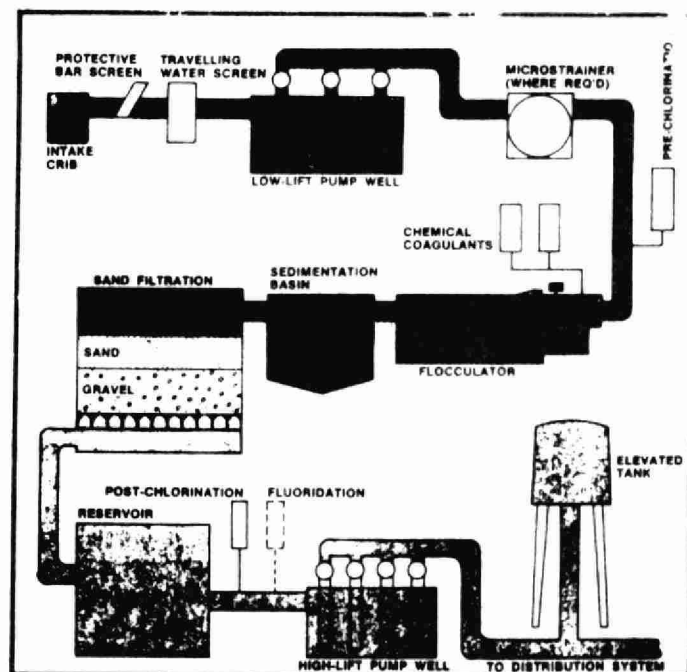 PROTECTIVE
BAR SCREEN
TRAVELLING
WATER SCREEN
MICROSTRAINER
(WHERE REQ'D)
INTAKE
CRIB
LOW-LIFT PUMP WELL
CHEMICAL
COAGULANTS
SAND FILTRATION
SEDIMENTATION
BASIN
SAND
GRAVEL
FLOCCULATOR
ELEVATED
TANK
POST-CHLORINATION
FLUORIDATION
RESERVOIR
HIGH-LIFT PUMP WELL
TO DISTRIBUTION SYSTEM